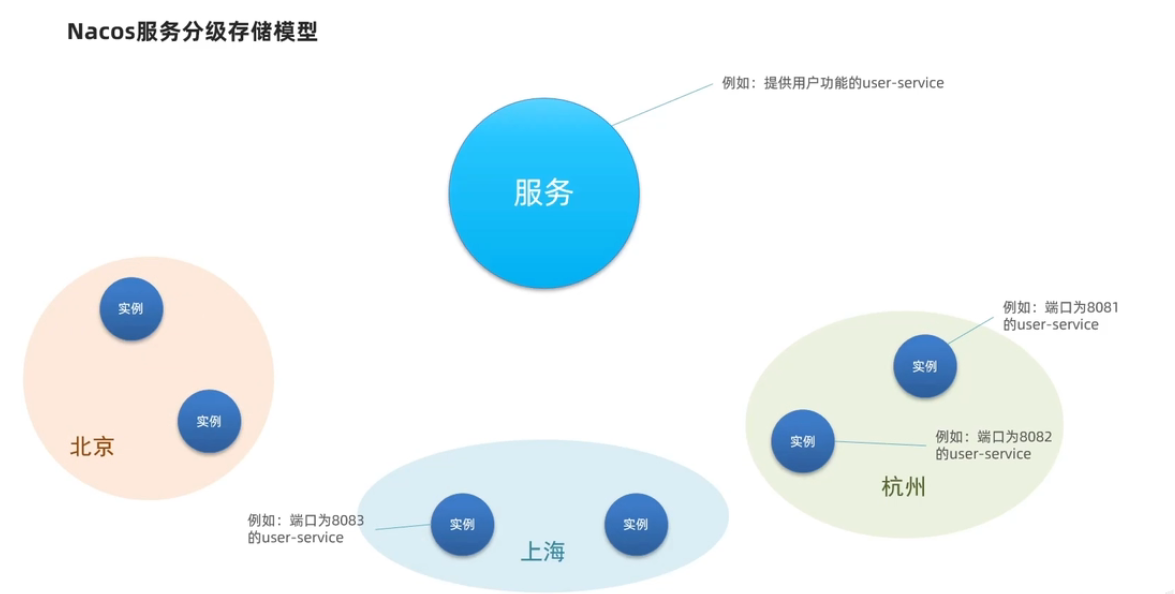 Nacos服务分级存储模型
例如：提供用户功能的user-service
服务
实例
实例
北京
例如：端口为8081
的user-service
实例
实例
例如：端口为8082
的user-service
杭州
例如：端口为8083
的user-service
实例
实例
上海